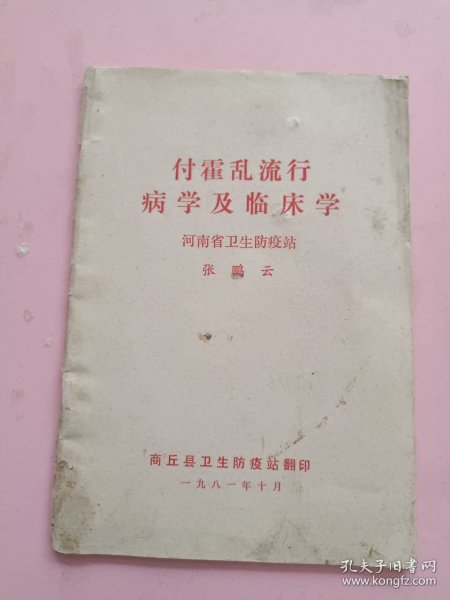 付霍乱流行
病学及临床学
河南省卫生防疫站
张鹏云
商丘县卫生防疫站翻印
一九八一年十月
孔夫子旧书网
www.kongfz.com